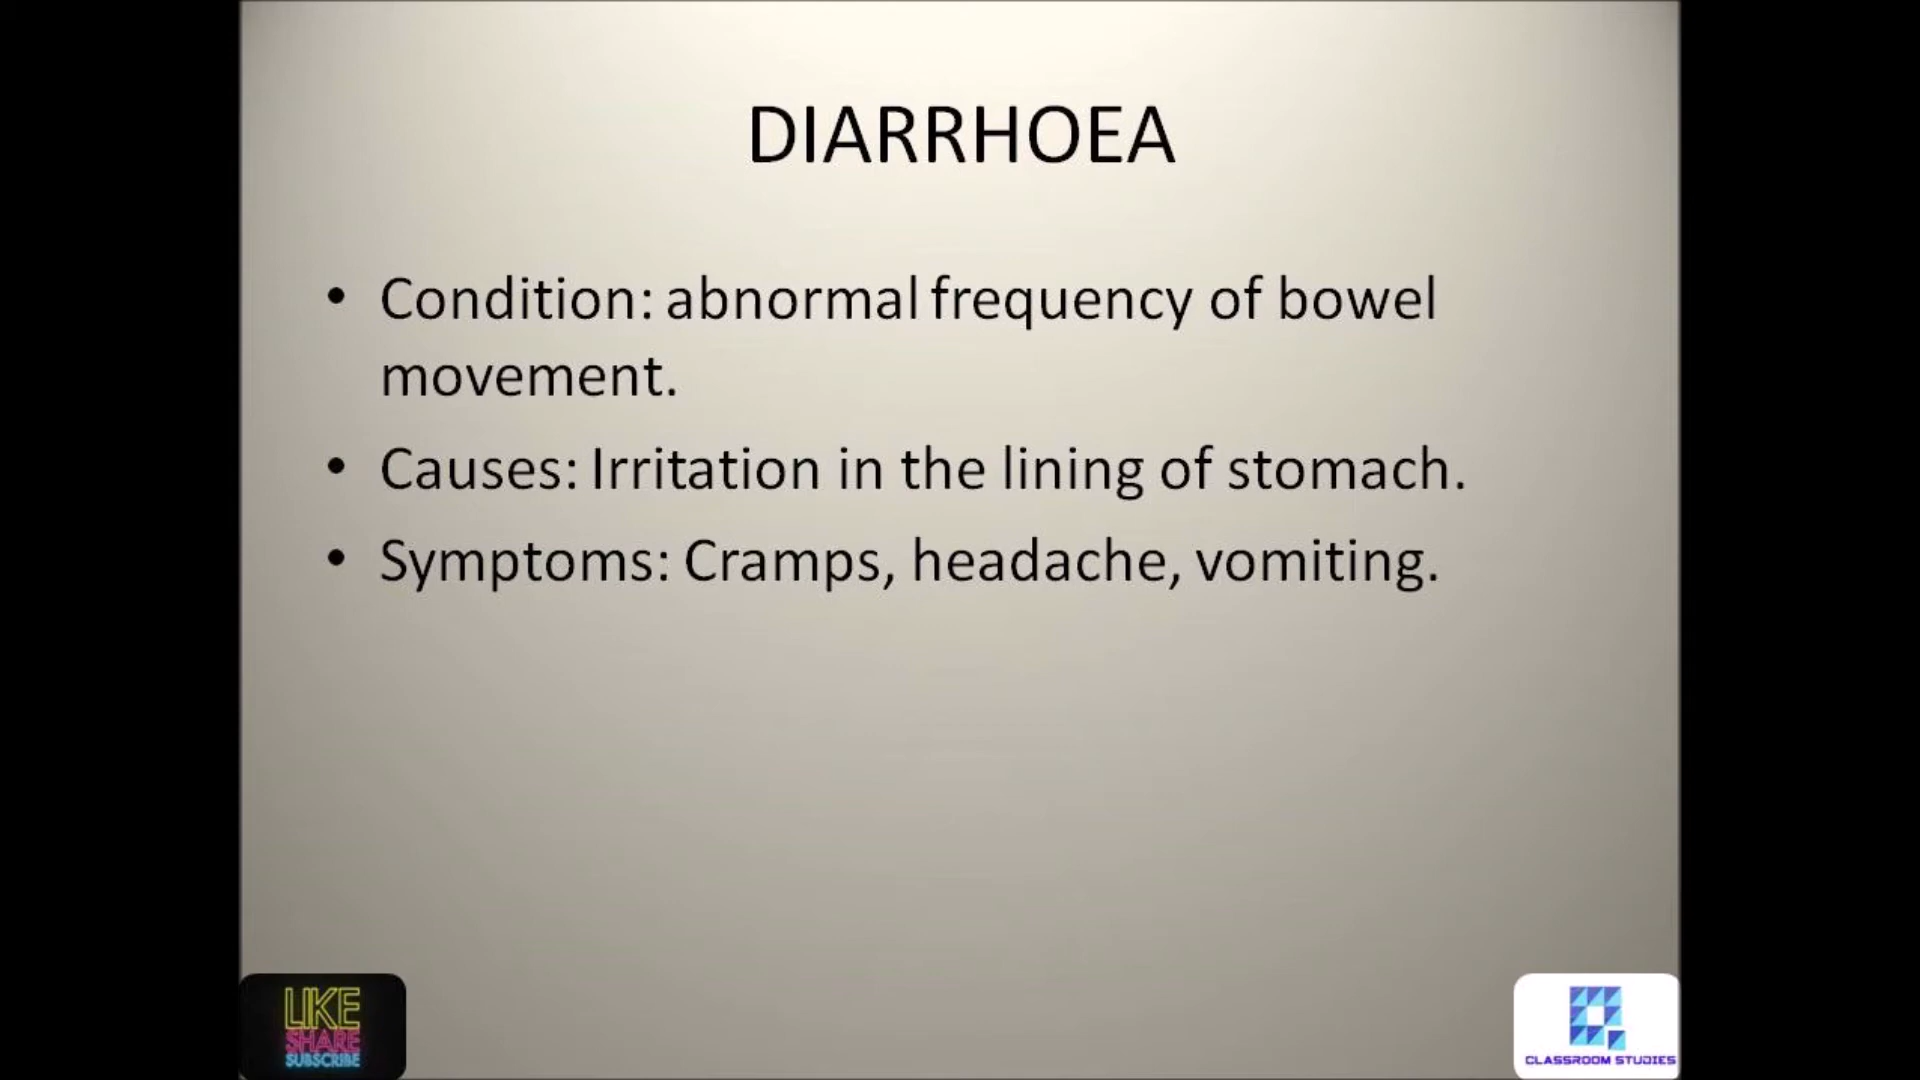 DIARRHOEA
• Condition: abnormal frequency of bowel
movement.
• Causes: Irritation in the lining of stomach.
• Symptoms: Cramps, headache, vomiting.
LIKE
SHARE
SUBSCRIBE
CLASSROOM STUDIES